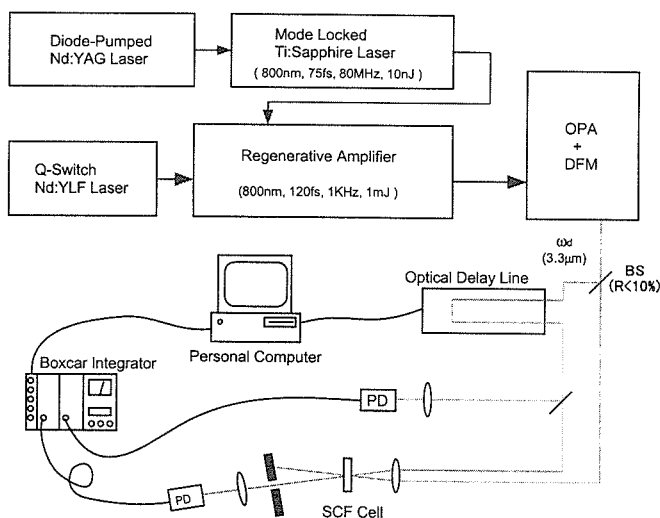 Diode-Pumped
Nd:YAG Laser
Mode Locked
Ti:Sapphire Laser
( 800nm, 75fs, 80MHz, 10nJ )
OPA
+
DFM
Q-Switch
Nd:YLF Laser
Regenerative Amplifier
(800nm, 120fs, 1KHz, 1mJ )
ωd
(3.3μm)
BS
(R<10%)
Optical Delay Line
Personal Computer
Boxcar Integrator
PD
PD
SCF Cell